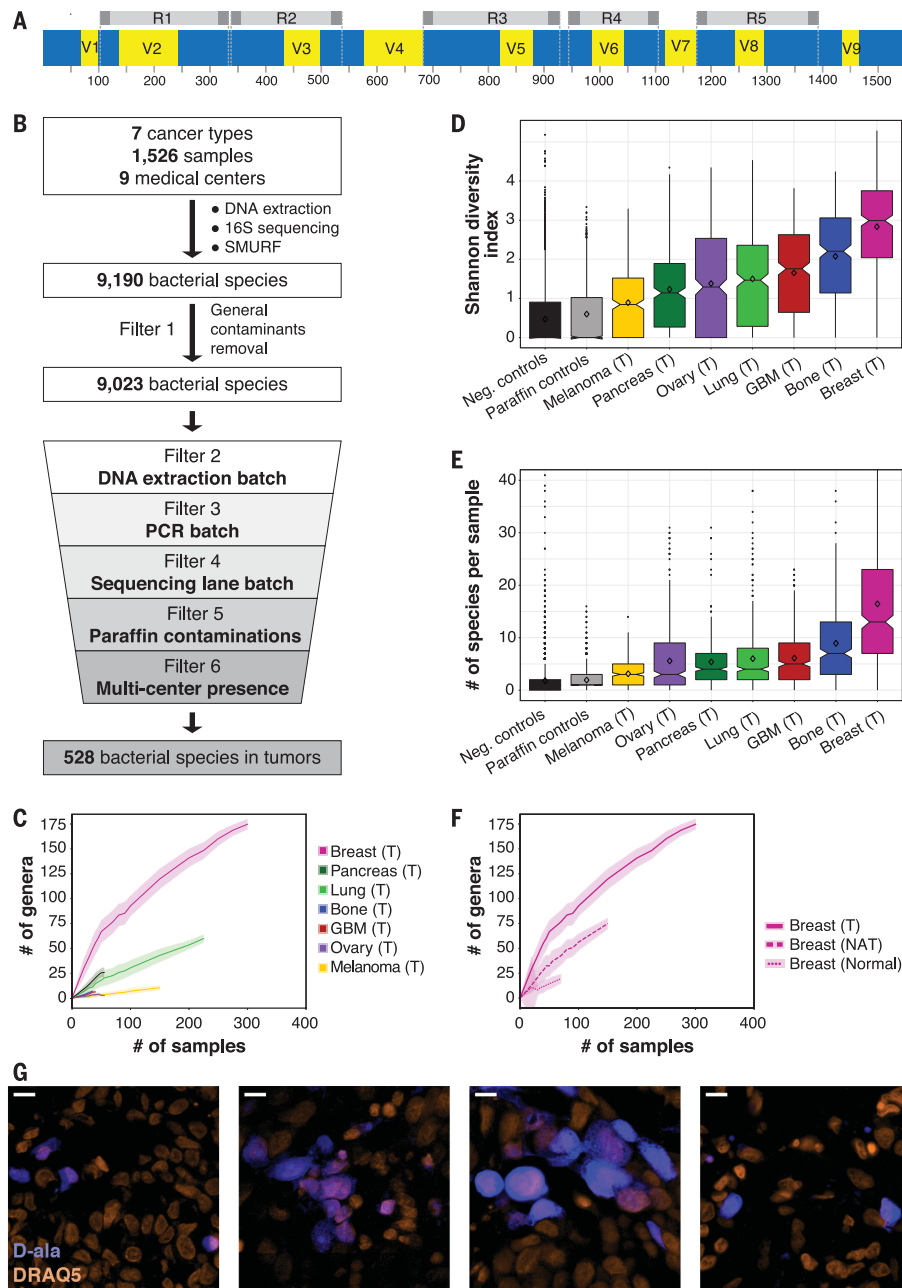 A
R1 R2 R3 R4 R5
V1 V2 V3 V4 V5 V6 V7 V8 V9
100 200 300 400 500 600 700 800 900 1000 1100 1200 1300 1400 1500
B
7 cancer types
1,526 samples
9 medical centers
● DNA extraction
● 16S sequencing
● SMURF
9,190 bacterial species
Filter 1
General
contaminants
removal
9,023 bacterial species
Filter 2
DNA extraction batch
Filter 3
PCR batch
Filter 4
Sequencing lane batch
Filter 5
Paraffin contaminations
Filter 6
Multi-center presence
528 bacterial species in tumors
D
Shannon diversity
index
4
3
2
1
0
Neg. controls
Paraffin controls
Melanoma (T)
Pancreas (T)
Ovary (T)
Lung (T)
GBM (T)
Bone (T)
Breast (T)
E
# of species per sample
40
30
20
10
0
Neg. controls
Paraffin controls
Melanoma (T)
Ovary (T)
Pancreas (T)
Lung (T)
GBM (T)
Bone (T)
Breast (T)
C
# of genera
175
150
125
100
75
50
25
0
0 100 200 300 400
# of samples
Breast (T)
Pancreas (T)
Lung (T)
Bone (T)
GBM (T)
Ovary (T)
Melanoma (T)
F
# of genera
175
150
125
100
75
50
25
0
0 100 200 300 400
# of samples
Breast (T)
Breast (NAT)
Breast (Normal)
G
D-ala
DRAQ5